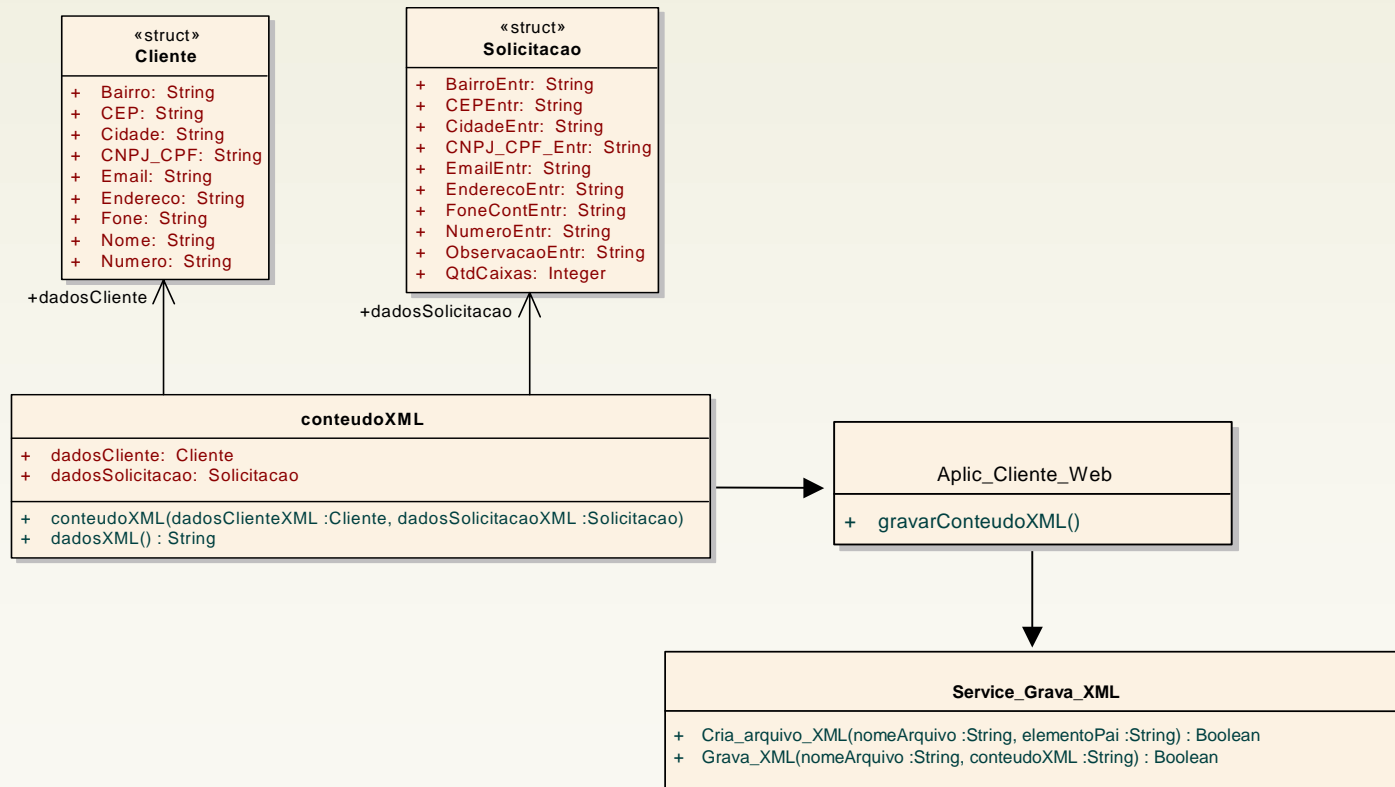 «struct»
Cliente
+ Bairro: String
+ CEP: String
+ Cidade: String
+ CNPJ_CPF: String
+ Email: String
+ Endereco: String
+ Fone: String
+ Nome: String
+ Numero: String
«struct»
Solicitacao
+ BairroEntr: String
+ CEPEntr: String
+ CidadeEntr: String
+ CNPJ_CPF_Entr: String
+ EmailEntr: String
+ EnderecoEntr: String
+ FoneContEntr: String
+ NumeroEntr: String
+ ObservacaoEntr: String
+ QtdCaixas: Integer
+dadosCliente
+dadosSolicitacao
conteudoXML
+ dadosCliente: Cliente
+ dadosSolicitacao: Solicitacao
+ conteudoXML(dadosClienteXML :Cliente, dadosSolicitacaoXML :Solicitacao)
+ dadosXML() : String
Aplic_Cliente_Web
+ gravarConteudoXML()
Service_Grava_XML
+ Cria_arquivo_XML(nomeArquivo :String, elementoPai :String) : Boolean
+ Grava_XML(nomeArquivo :String, conteudoXML :String) : Boolean